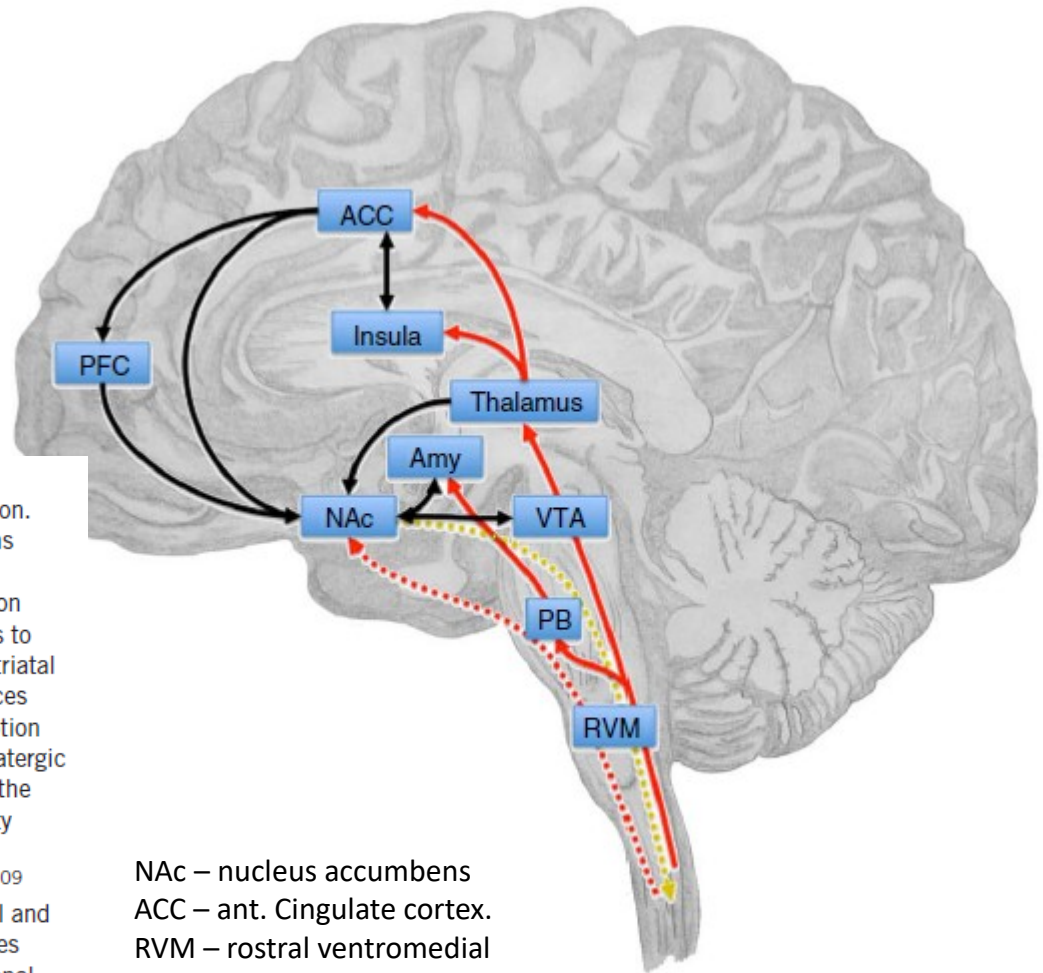 ACC
Insula
PFC
Thalamus
Amy
NAc
VTA
PB
RVM
on.
on
s to
triatal
ces
tion
atergic
the
09
and
es
NAc – nucleus accumbens
ACC – ant. Cingulate cortex.
RVM – rostral ventromedial